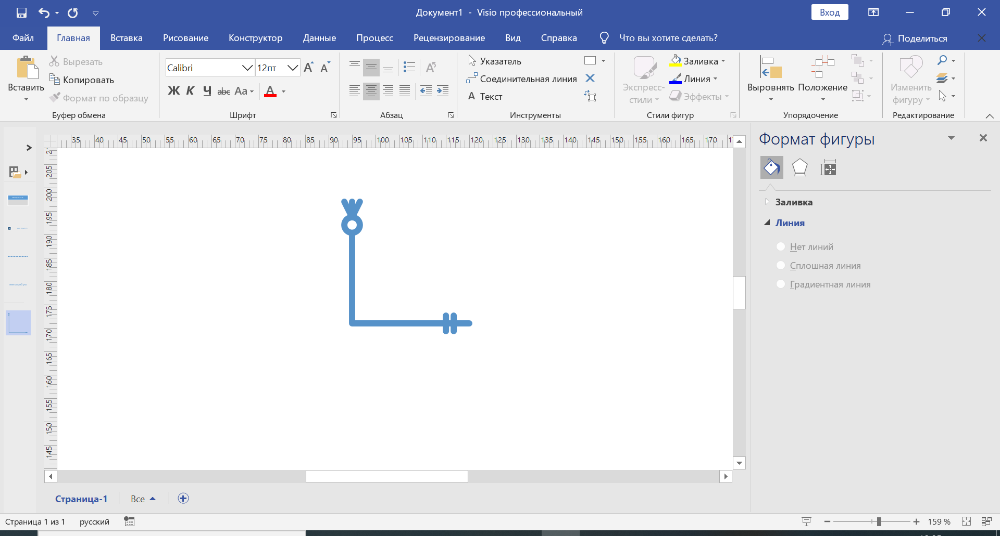 Документ1 - Visio профессиональный
Вход
Файл Главная Вставка Рисование Конструктор Данные Процесс Рецензирование Вид Справка Что вы хотите сделать? Поделиться
Вставить
Вырезать
Копировать
Формат по образцу
Буфер обмена
Calibri 12пт
Ж К Ч abc Aa A
Шрифт
Абзац
Указатель
Соединительная линия
A Текст
Инструменты
Экспресс-
стили
Заливка
Линия
Эффекты
Стили фигур
Выровнять Положение
Упорядочение
Изменить
фигуру
Редактирование
35 40 45 50 55 60 65 70 75 80 85 90 95 100 105 110 115 120 125 130 135 140 145 150 155 160 165 170
205
200
195
190
185
180
175
170
165
160
155
150
145
Формат фигуры
Заливка
Линия
Нет линий
Сплошная линия
Градиентная линия
Страница-1 Все
Страница 1 из 1 русский 159 %